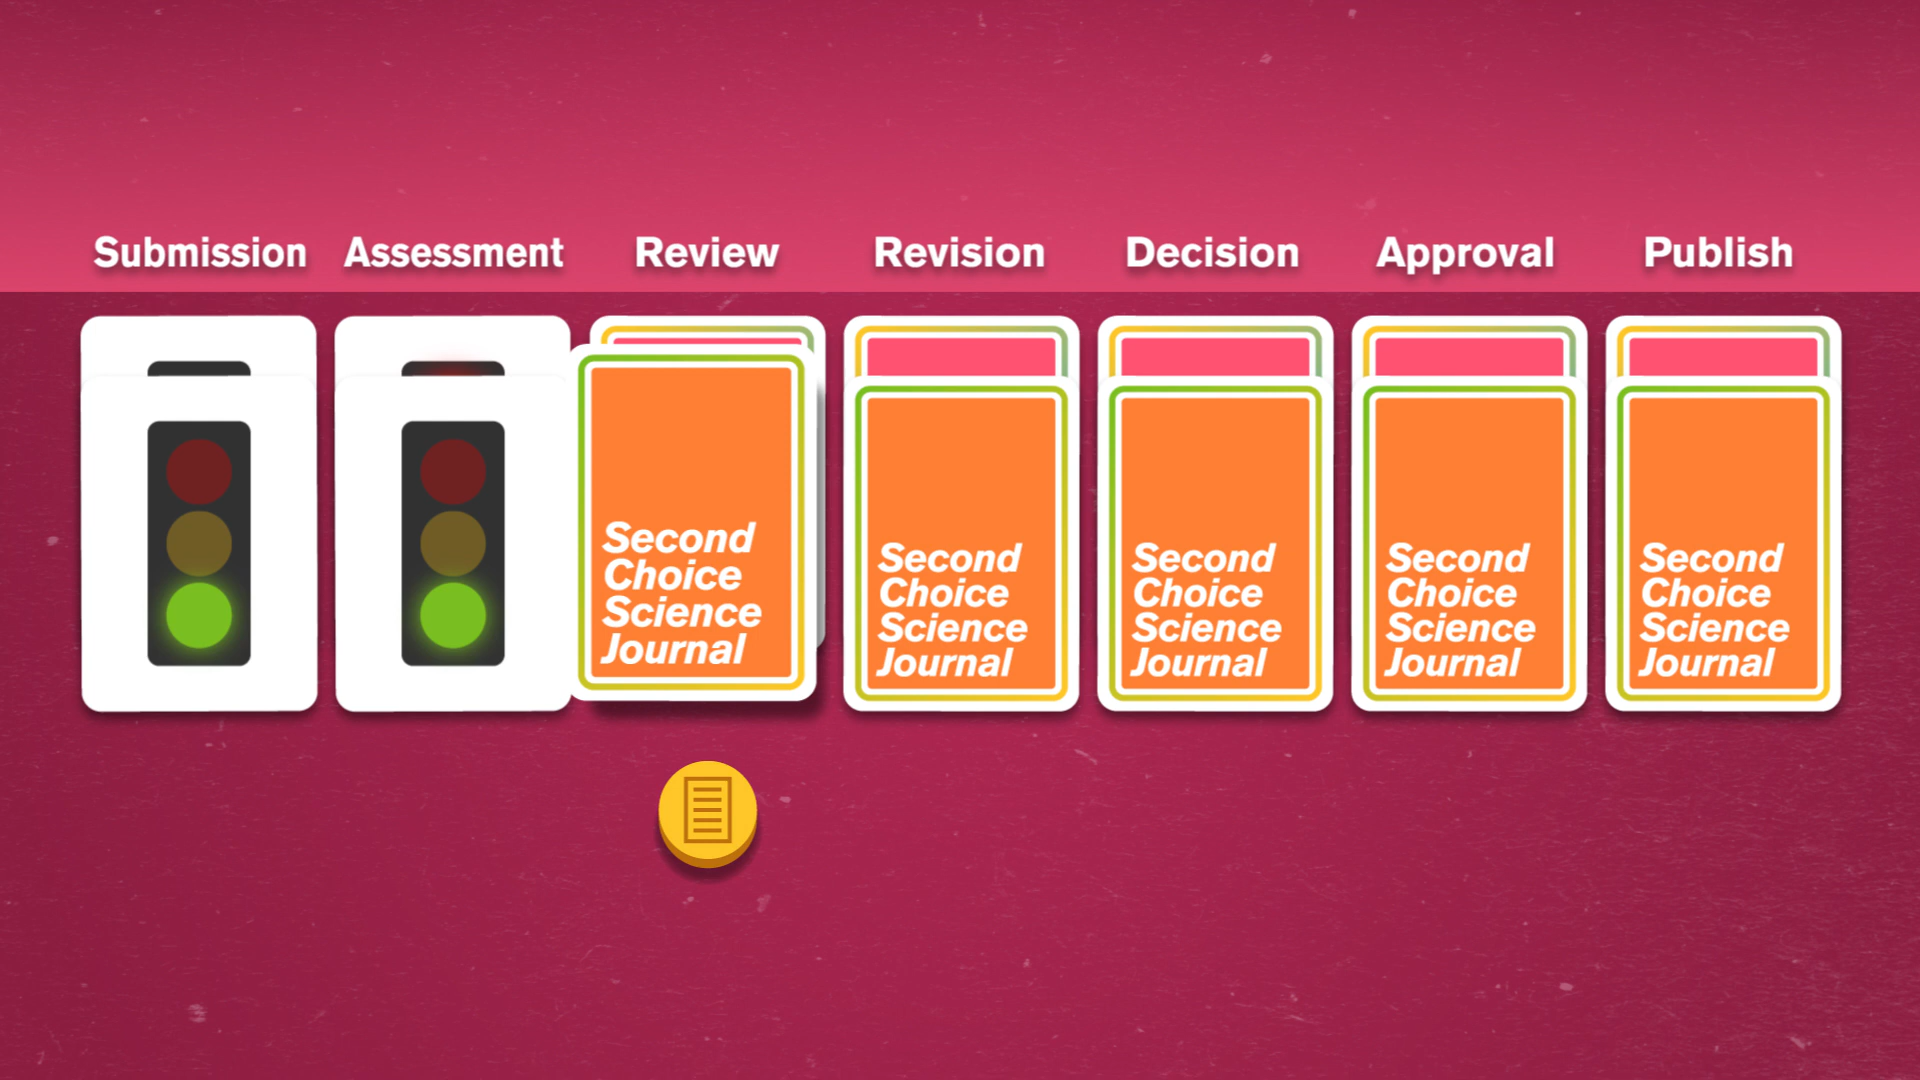 Submission Assessment Review Revision Decision Approval Publish
Second
Choice
Science
Journal
Second
Choice
Science
Journal
Second
Choice
Science
Journal
Second
Choice
Science
Journal
Second
Choice
Science
Journal